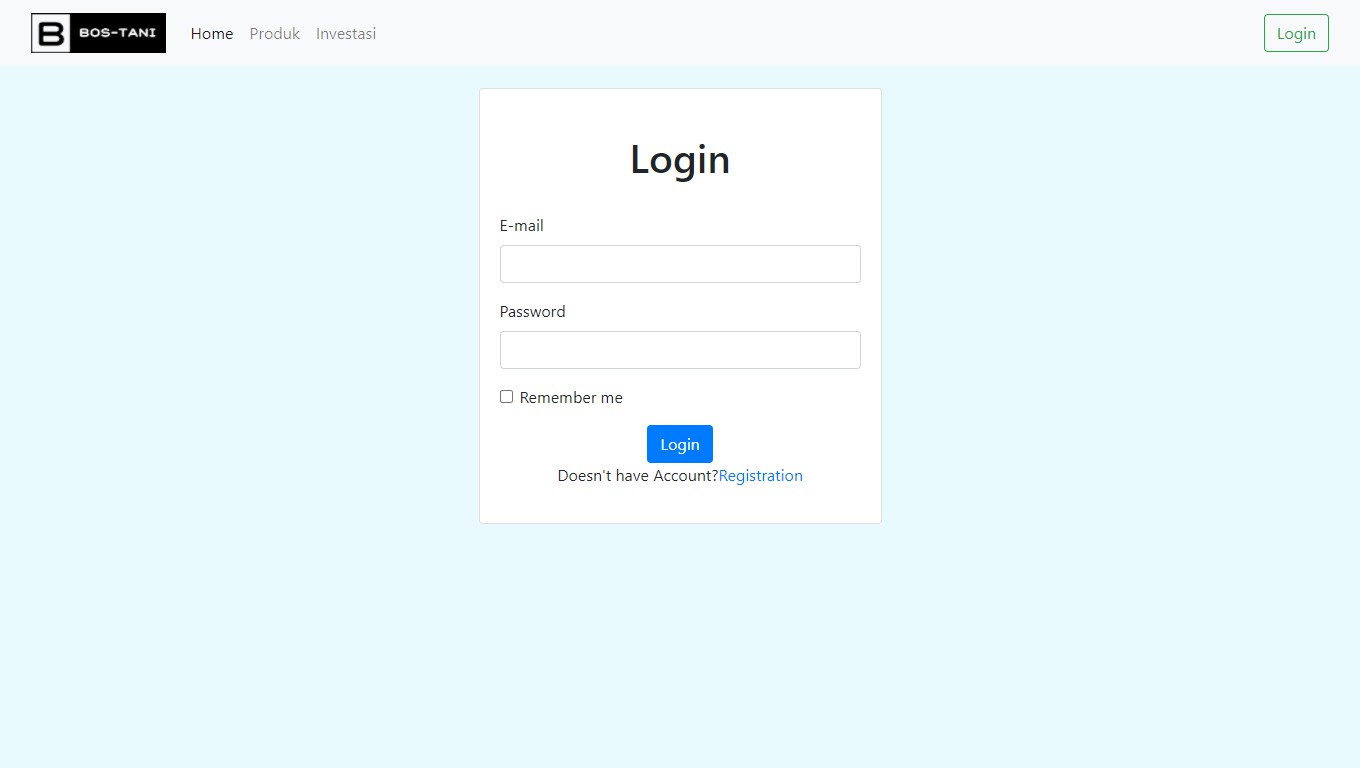 B BOS-TANI Home Produk Investasi Login
Login
E-mail
Password
Remember me
Login
Doesn't have Account?Registration